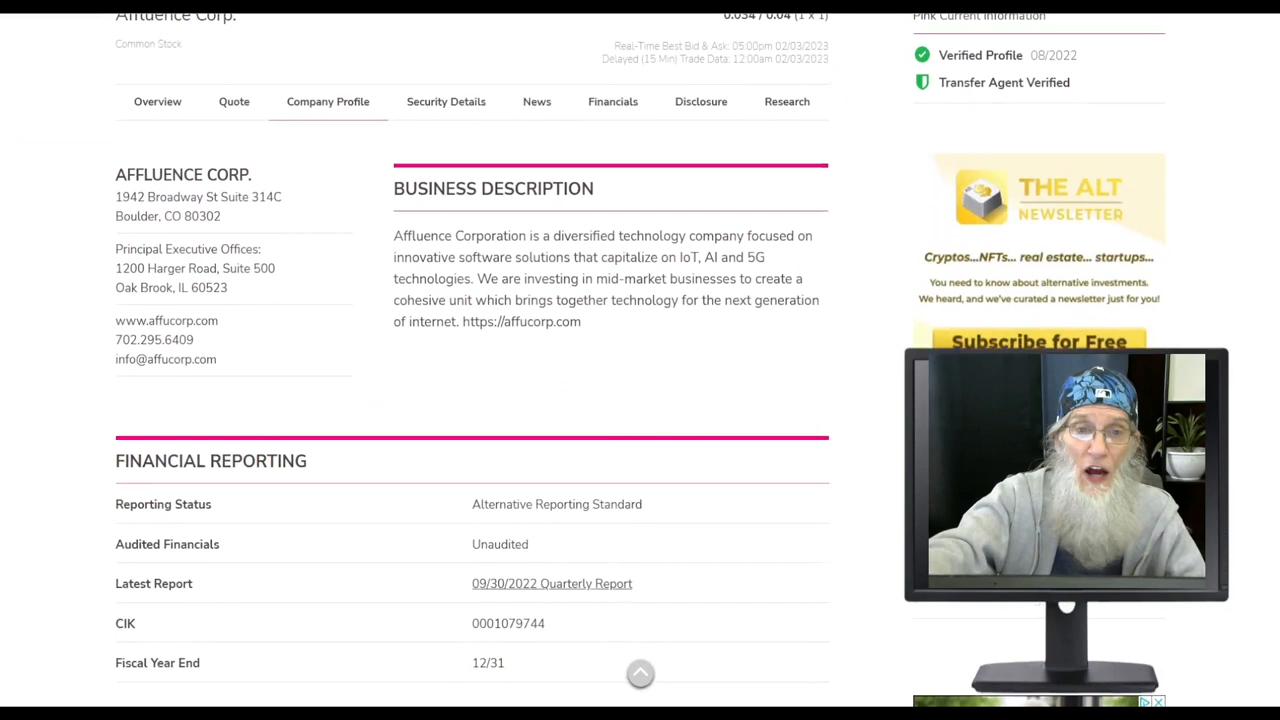 Affluence Corp.
0.034 / 0.04 (1 x 1)
Common Stock
Real-Time Best Bid & Ask: 05:00pm 02/03/2023
Delayed (15 Min) Trade Data: 12:00am 02/03/2023
Overview Quote Company Profile Security Details News Financials Disclosure Research
AFFLUENCE CORP.
1942 Broadway St Suite 314C
Boulder, CO 80302
Principal Executive Offices:
1200 Harger Road, Suite 500
Oak Brook, IL 60523
www.affucorp.com
702.295.6409
info@affucorp.com
BUSINESS DESCRIPTION
Affluence Corporation is a diversified technology company focused on
innovative software solutions that capitalize on IoT, AI and 5G
technologies. We are investing in mid-market businesses to create a
cohesive unit which brings together technology for the next generation
of internet. https://affucorp.com
FINANCIAL REPORTING
Reporting Status Alternative Reporting Standard
Audited Financials Unaudited
Latest Report 09/30/2022 Quarterly Report
CIK 0001079744
Fiscal Year End 12/31
Pink Current Information
Verified Profile 08/2022
Transfer Agent Verified
THE ALT
NEWSLETTER
Cryptos...NFTs... real estate... startups...
You need to know about alternative investments.
We heard, and we've curated a newsletter just for you!
Subscribe for Free